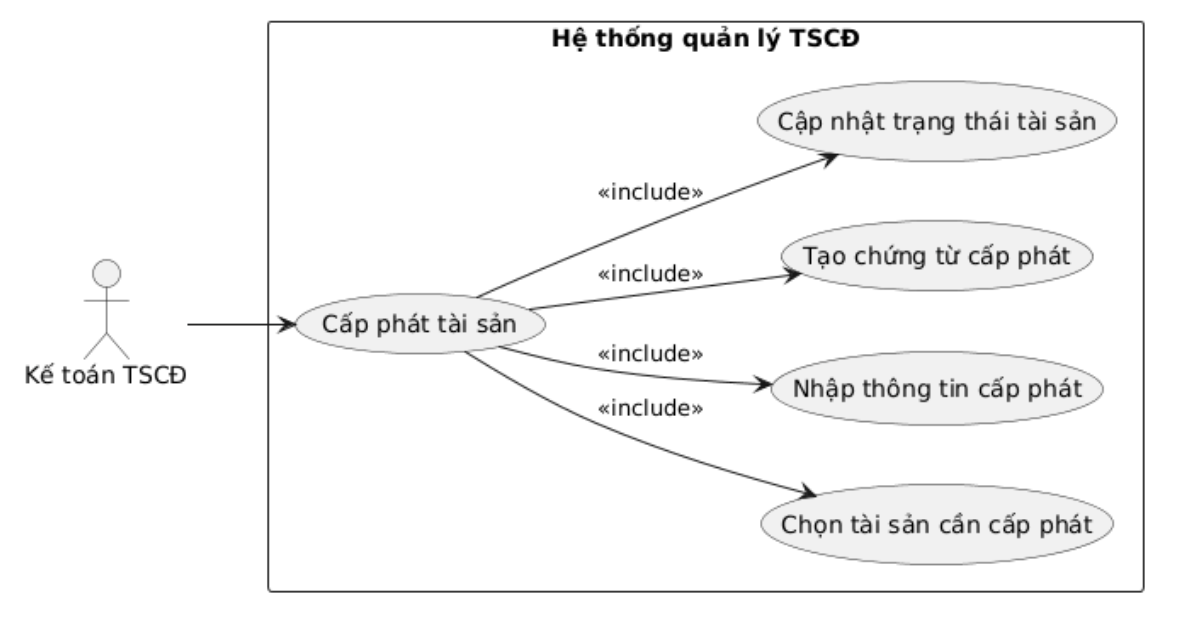 Hệ thống quản lý TSCĐ
Cập nhật trạng thái tài sản
«include»
Tạo chứng từ cấp phát
«include»
Cấp phát tài sản
Kế toán TSCĐ
«include»
Nhập thông tin cấp phát
«include»
Chọn tài sản cần cấp phát